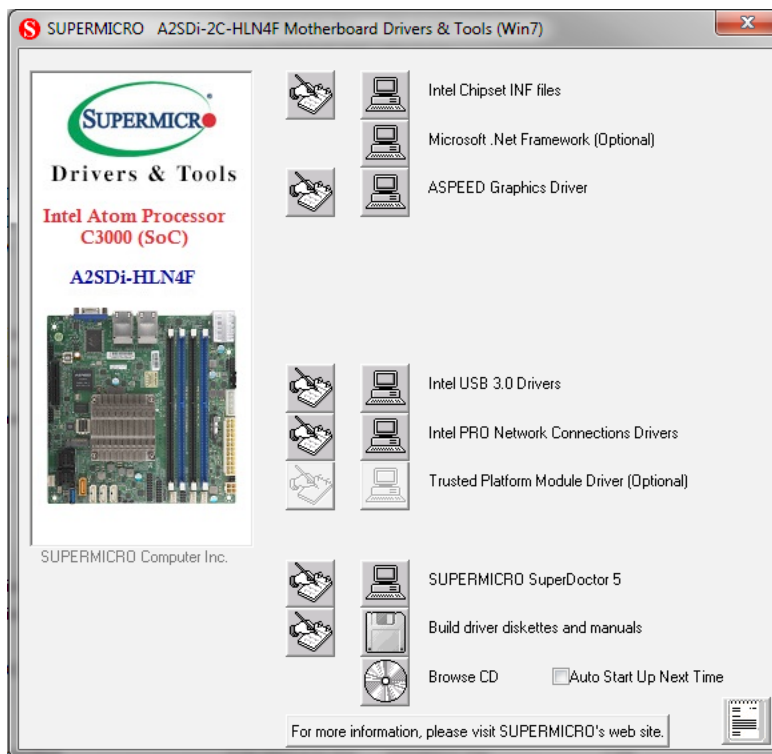 SUPERMICRO A2SDi-2C-HLN4F Motherboard Drivers & Tools (Win7)
SUPERMICRO
Drivers & Tools
Intel Atom Processor
C3000 (SoC)
A2SDi-HLN4F
SUPERMICRO Computer Inc.
Intel Chipset INF files
Microsoft .Net Framework (Optional)
ASPEED Graphics Driver
Intel USB 3.0 Drivers
Intel PRO Network Connections Drivers
Trusted Platform Module Driver (Optional)
SUPERMICRO SuperDoctor 5
Build driver diskettes and manuals
Browse CD
Auto Start Up Next Time
For more information, please visit SUPERMICRO's web site.